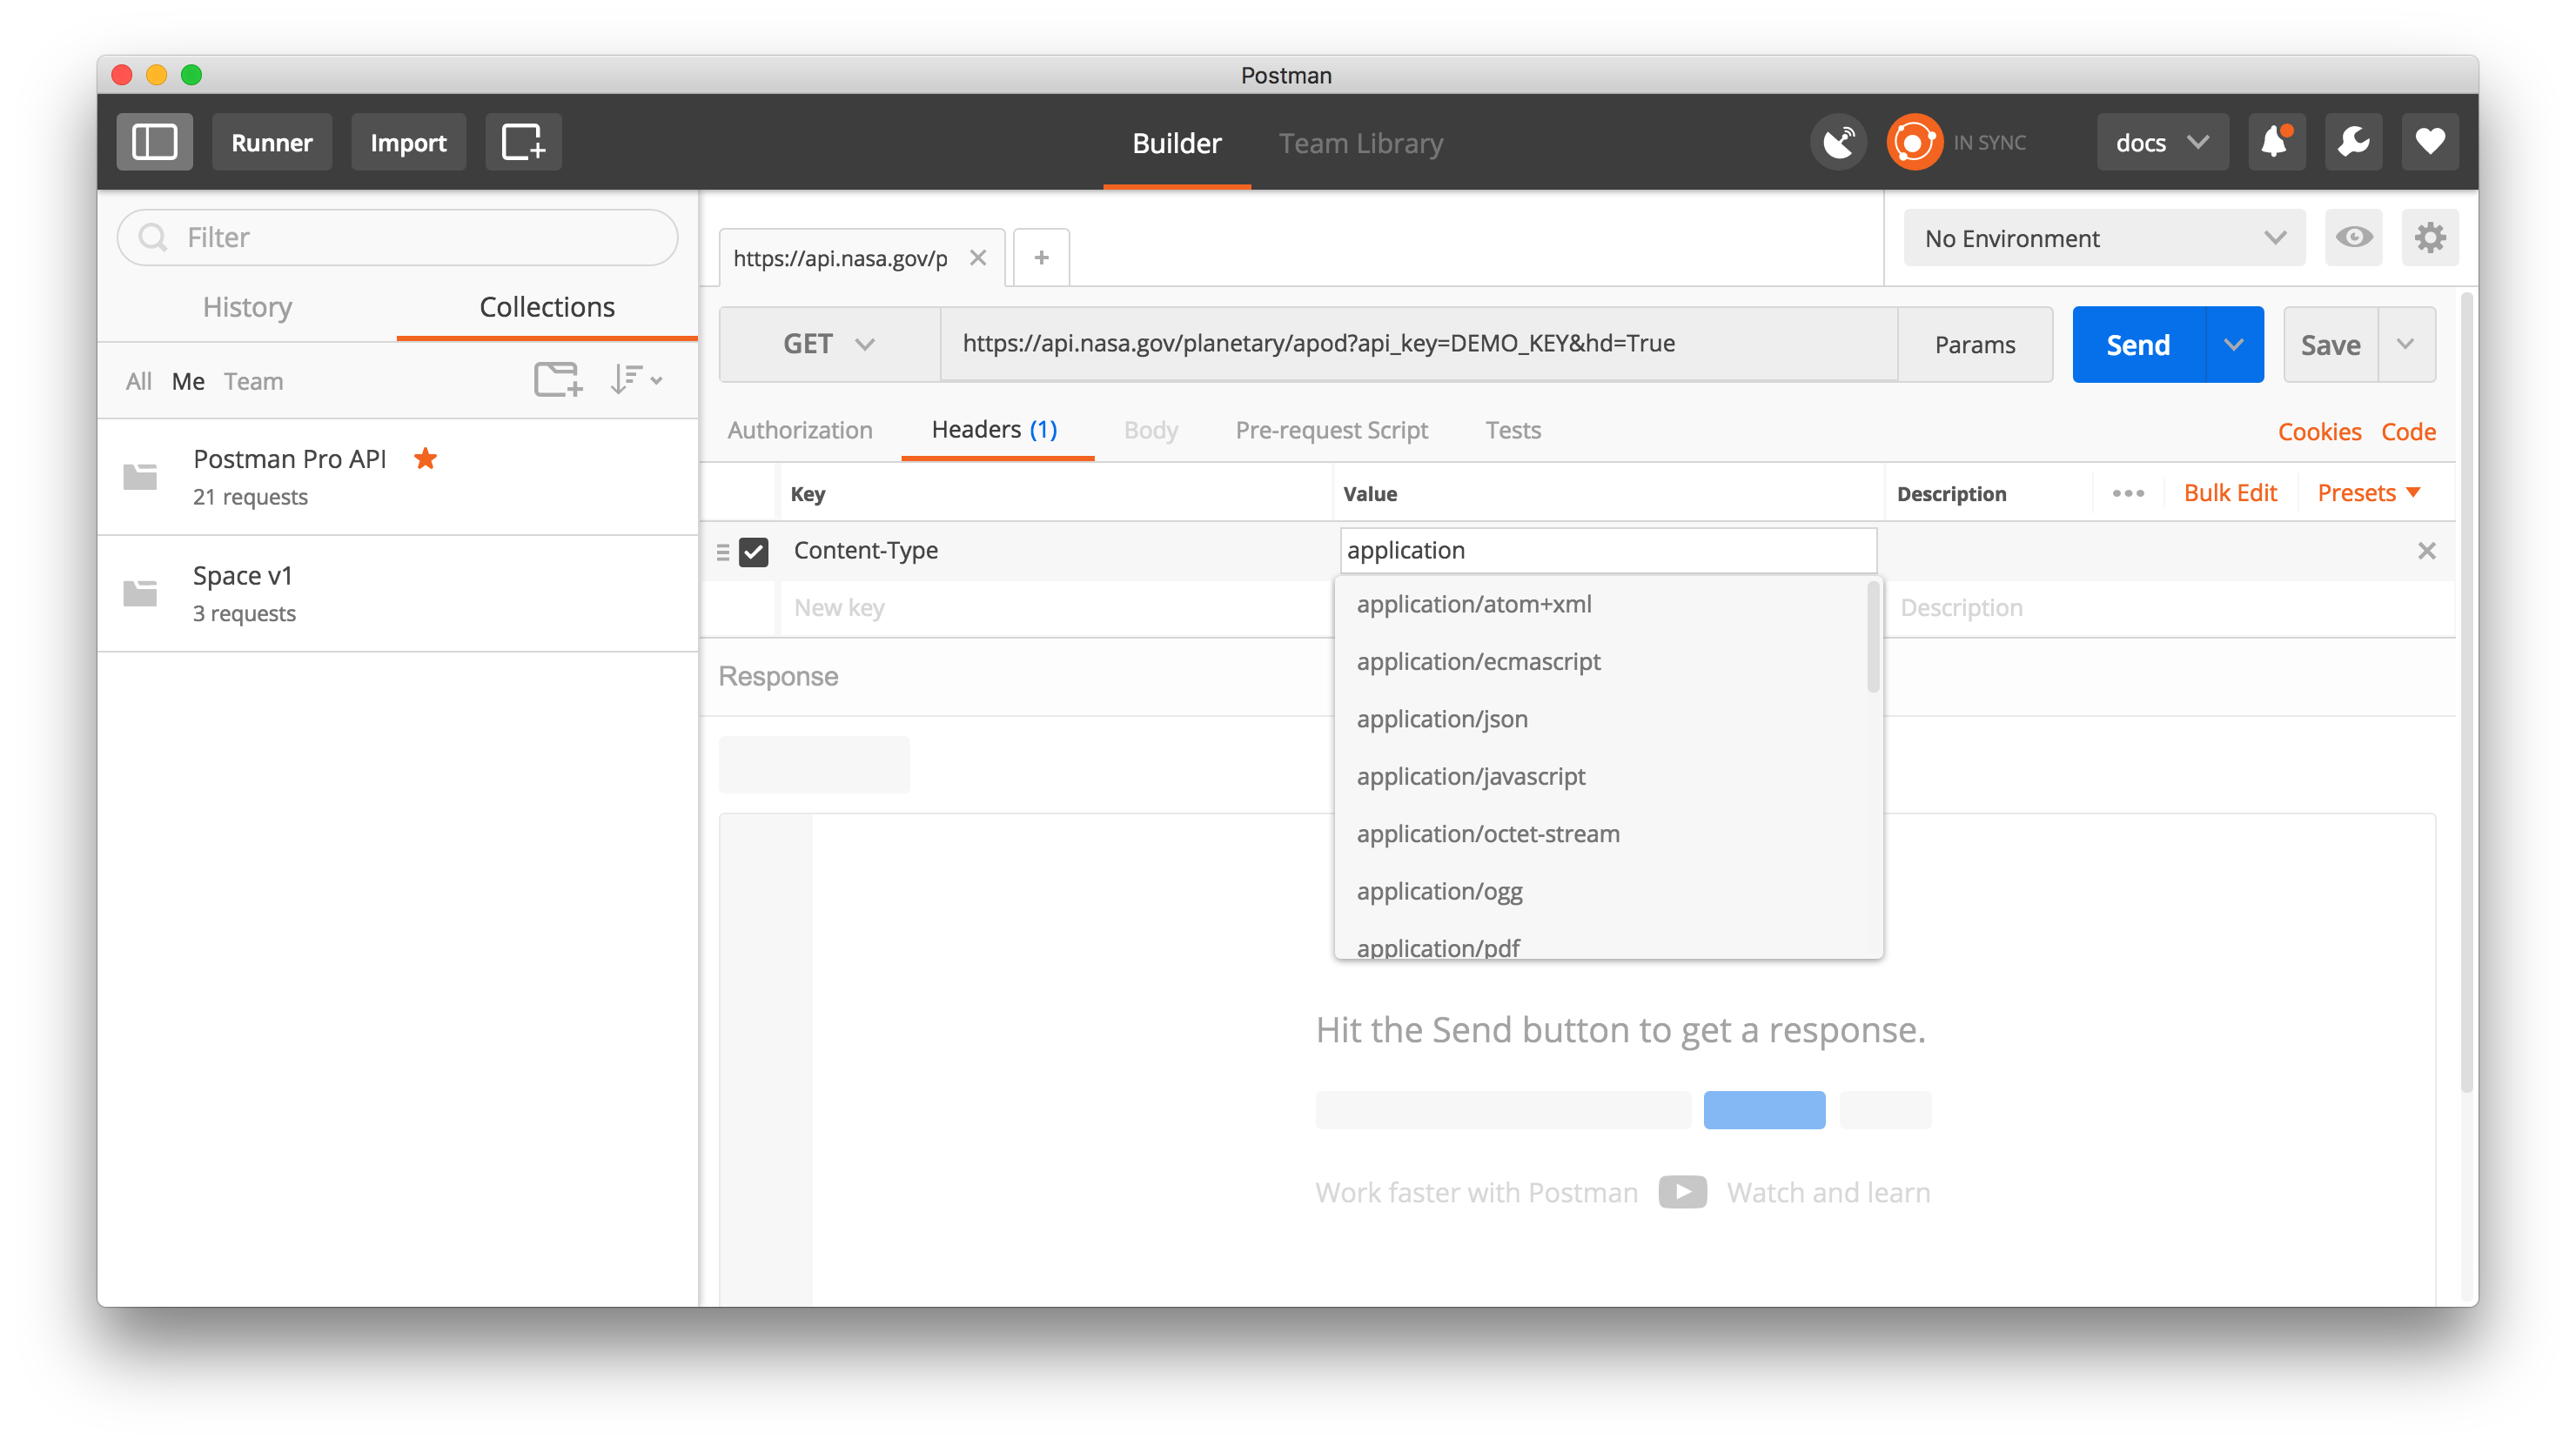 Postman
Runner Import Builder Team Library IN SYNC docs
Filter
https://api.nasa.gov/p
No Environment
History Collections
GET https://api.nasa.gov/planetary/apod?api_key=DEMO_KEY&hd=True Params Send Save
All Me Team
Authorization Headers (1) Body Pre-request Script Tests Cookies Code
Postman Pro API
21 requests
Key Value Description Bulk Edit Presets
Content-Type application
Space v1
3 requests
New key Description
application/atom+xml
application/ecmascript
application/json
application/javascript
application/octet-stream
application/ogg
application/pdf
Response
Hit the Send button to get a response.
Work faster with Postman Watch and learn